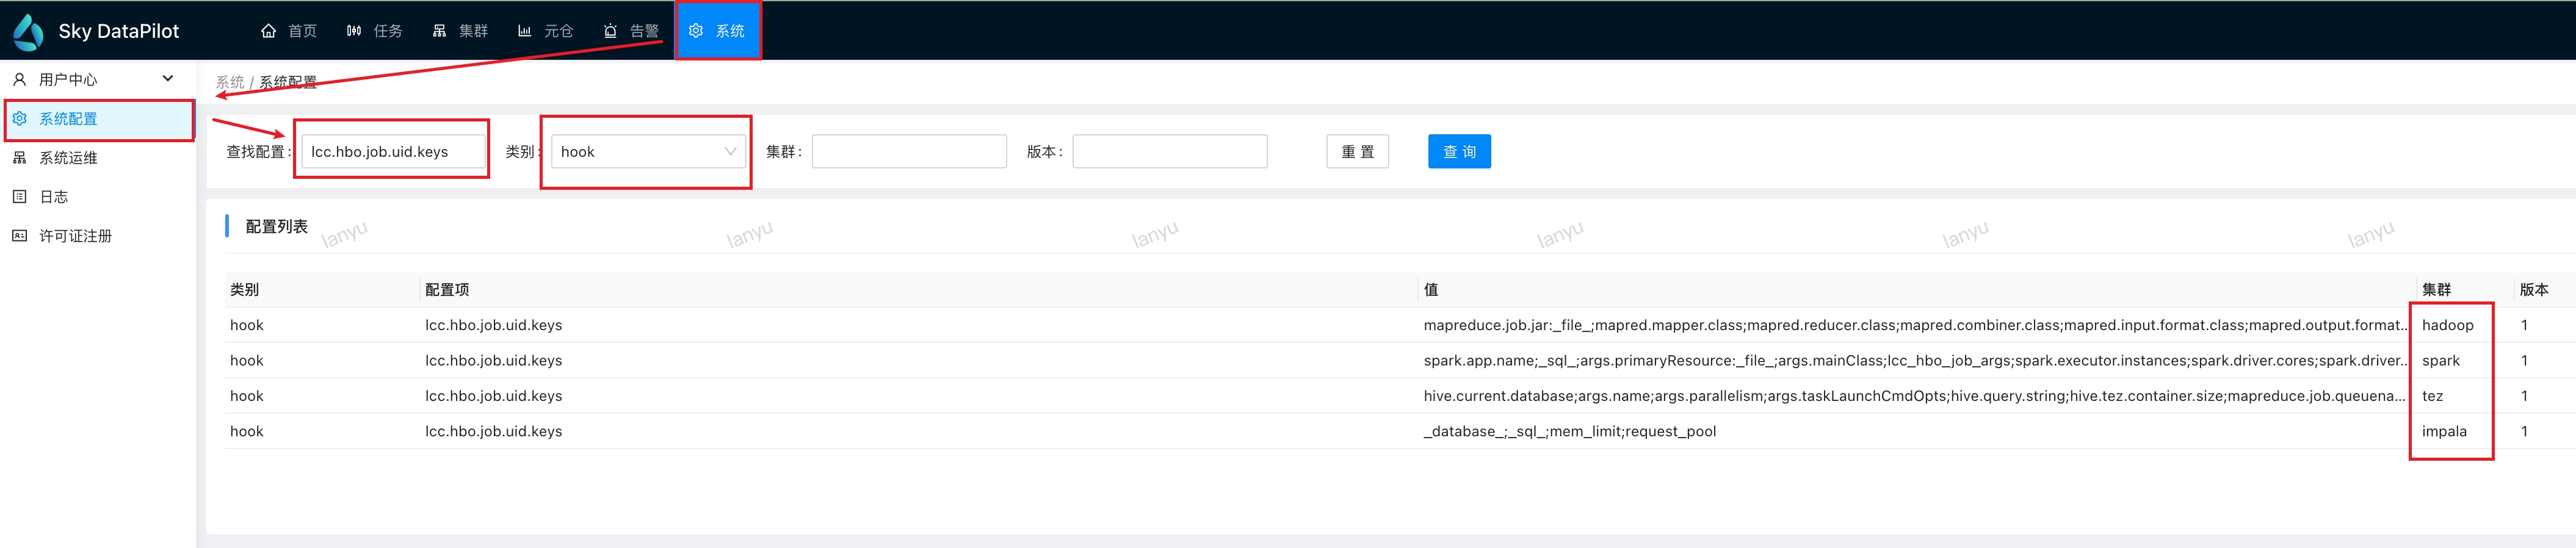 Sky DataPilot 首页 任务 集群 元仓 告警 系统
用户中心
系统配置
系统运维
日志
许可证注册
系统 / 系统配置
查找配置: lcc.hbo.job.uid.keys 类别: hook 集群: 版本: 重 置 查 询
配置列表
lanyu lanyu lanyu lanyu lanyu lanyu
类别 配置项 值 集群 版本
hook lcc.hbo.job.uid.keys mapreduce.job.jar:_file_;mapred.mapper.class;mapred.reducer.class;mapred.combiner.class;mapred.input.format.class;mapred.output.format... hadoop 1
hook lcc.hbo.job.uid.keys spark.app.name;_sql_;args.primaryResource:_file_;args.mainClass;lcc_hbo_job_args;spark.executor.instances;spark.driver.cores;spark.driver... spark 1
hook lcc.hbo.job.uid.keys hive.current.database;args.name;args.parallelism;args.taskLaunchCmdOpts;hive.query.string;hive.tez.container.size;mapreduce.job.queuena... tez 1
hook lcc.hbo.job.uid.keys _database_;_sql_;mem_limit;request_pool impala 1